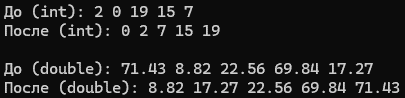 До (int): 2 0 19 15 7
После (int): 0 2 7 15 19
До (double): 71.43 8.82 22.56 69.84 17.27
После (double): 8.82 17.27 22.56 69.84 71.43